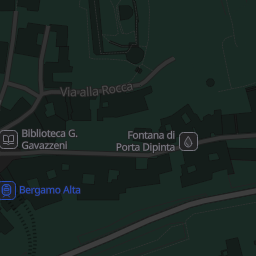 Via alla Rocca
Biblioteca G.
Gavazzeni
Fontana di
Porta Dipinta
Bergamo Alta